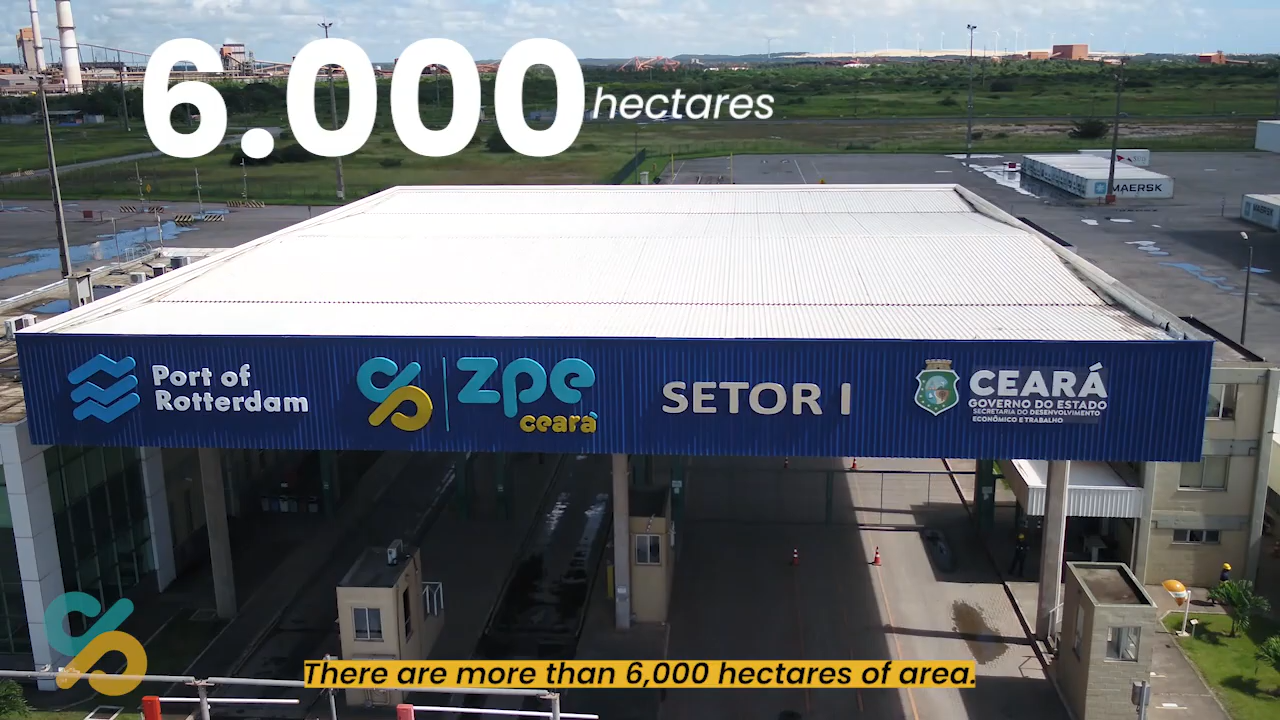 6.000 hectares
MAERSK
Port of
Rotterdam
zpe
ceará
SETOR I
CEARÁ
GOVERNO DO ESTADO
SECRETARIA DO DESENVOLVIMENTO
ECONÔMICO E TRABALHO
There are more than 6,000 hectares of area.